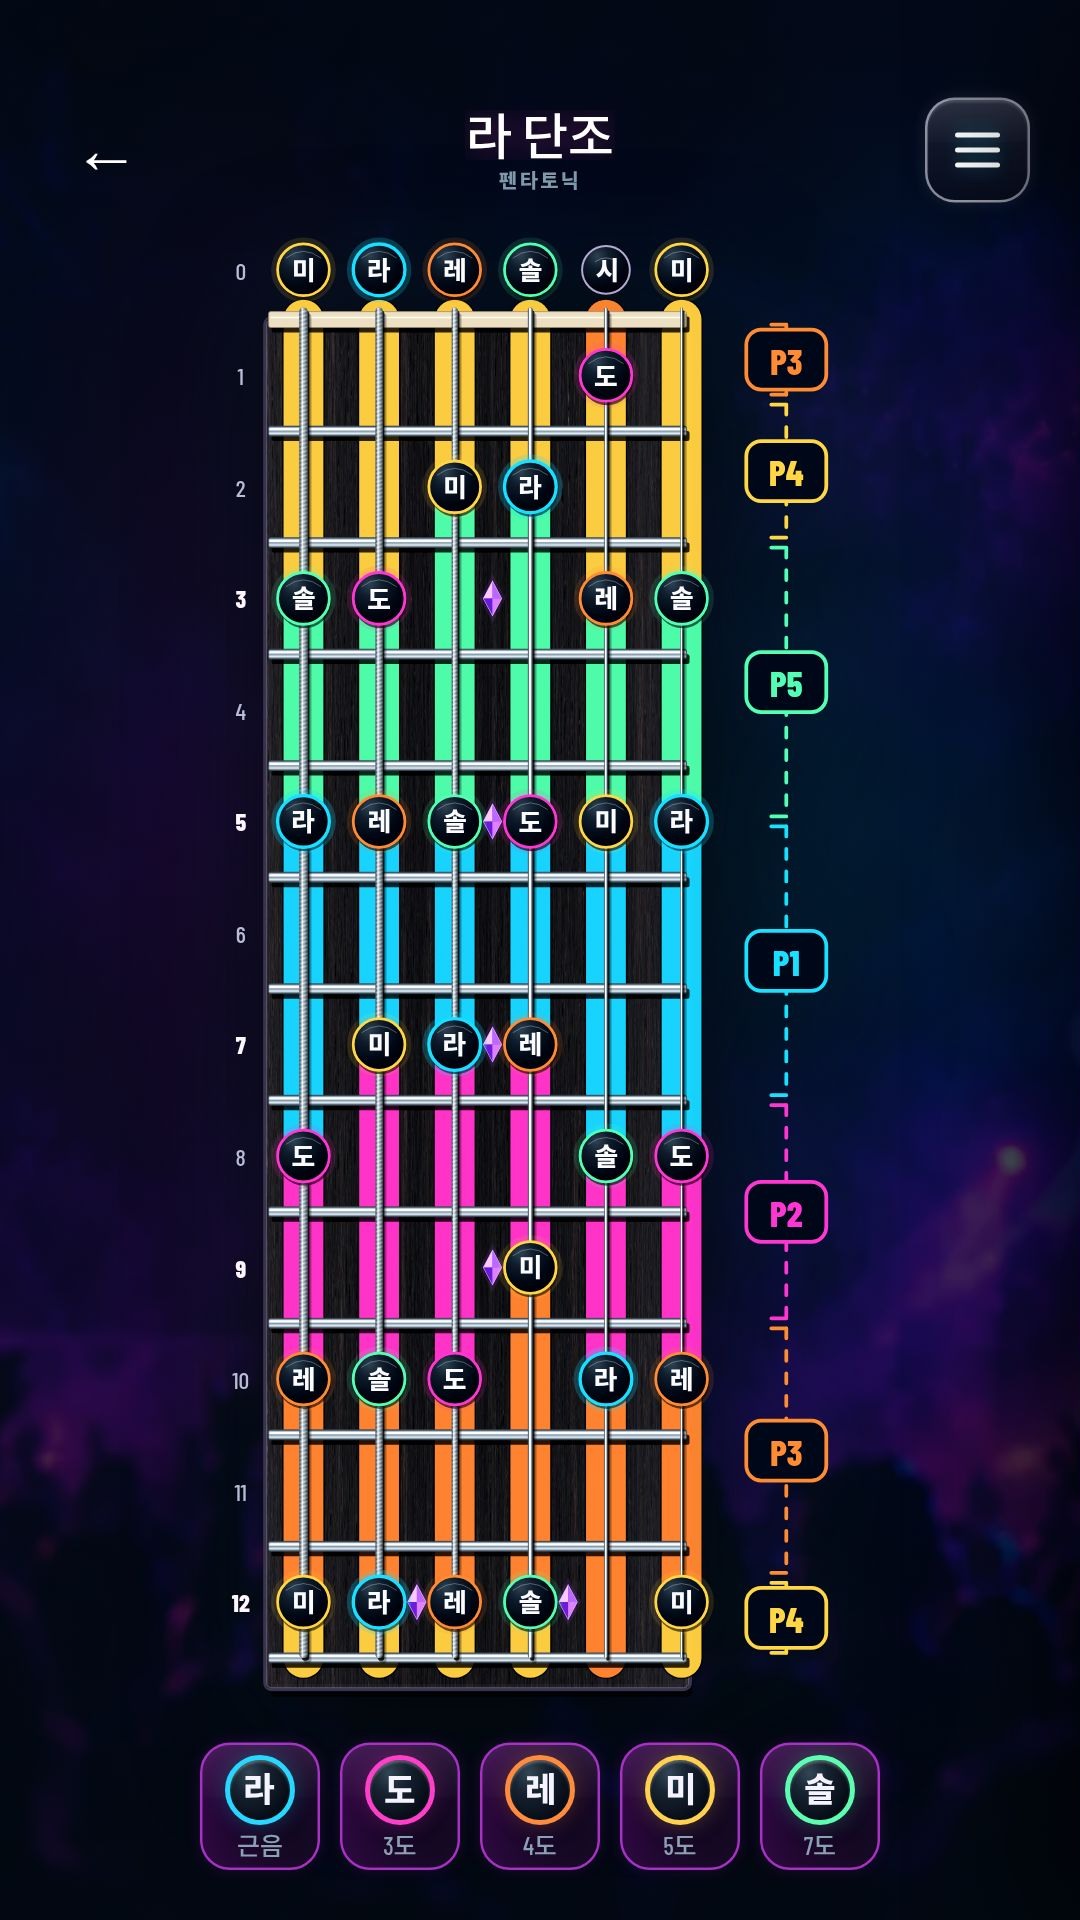 ←
라 단조
펜타토닉
0 미 라 레 솔 시 미
1 도 P3
2 미 라 P4
3 솔 도 레 솔
4 P5
5 라 레 솔 도 미 라
6 P1
7 미 라 레
8 도 솔 도
P2
9 미
10 레 솔 도 라 레
P3
11
12 미 라 레 솔 미 P4
라 도 레 미 솔
근음 3도 4도 5도 7도